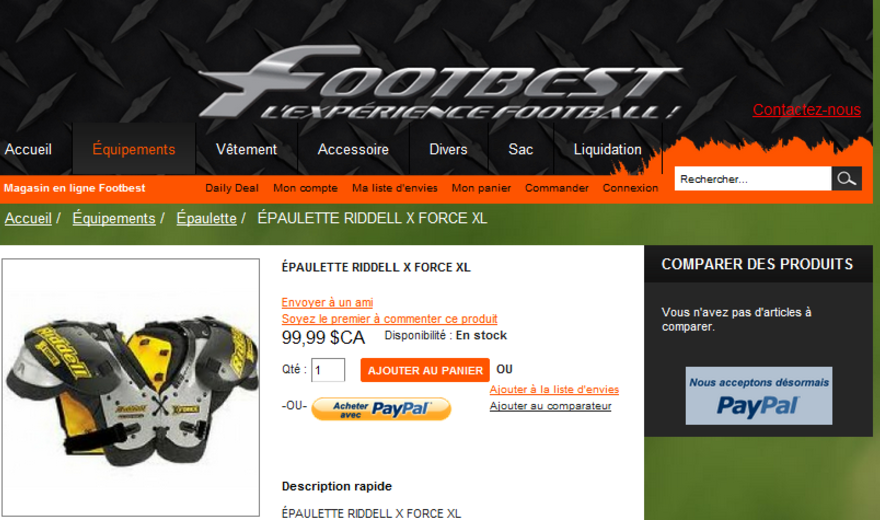 FOOTBEST
L'EXPÉRIENCE FOOTBALL !
Contactez-nous
Accueil Équipements Vêtement Accessoire Divers Sac Liquidation
Rechercher...
Magasin en ligne Footbest Daily Deal Mon compte Ma liste d'envies Mon panier Commander Connexion
Accueil / Équipements / Épaulette / ÉPAULETTE RIDDELL X FORCE XL
ÉPAULETTE RIDDELL X FORCE XL
Envoyer à un ami
Soyez le premier à commenter ce produit
99,99 $CA Disponibilité : En stock
Qté : 1 AJOUTER AU PANIER OU
Ajouter à la liste d'envies
Ajouter au comparateur
-OU- Acheter avec PayPal
Description rapide
ÉPAULETTE RIDDELL X FORCE XL
COMPARER DES PRODUITS
Vous n'avez pas d'articles à
comparer.
Nous acceptons désormais
PayPal
Riddell
Riddell